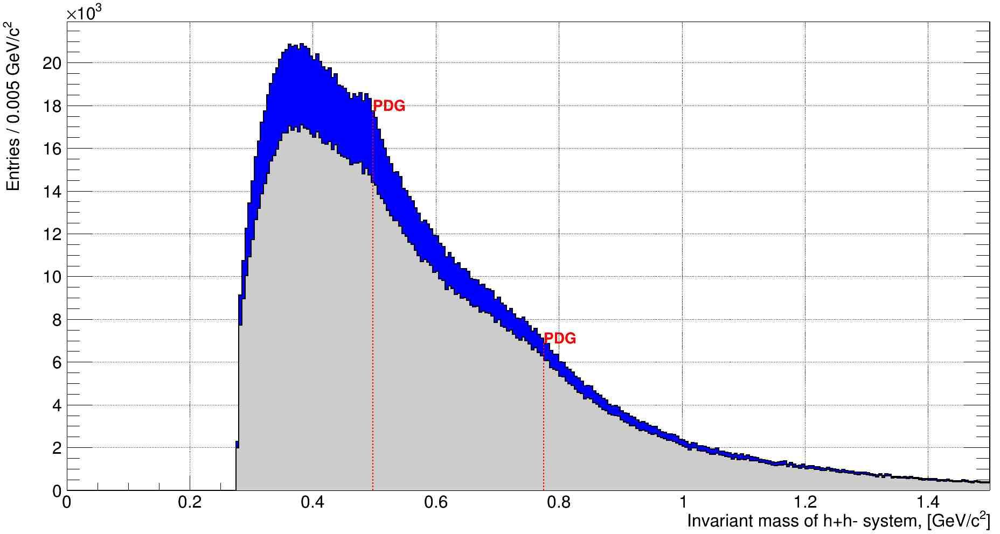 ×10³
Entries / 0.005 GeV/c²
20
18
PDG
16
14
12
10
8
PDG
6
4
2
0
0 0.2 0.4 0.6 0.8 1 1.2 1.4
Invariant mass of h+h- system, [GeV/c²]